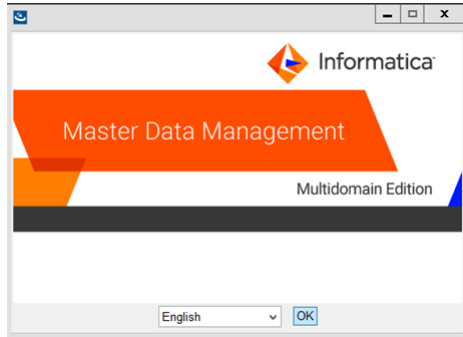 Informatica
Master Data Management
Multidomain Edition
English
OK